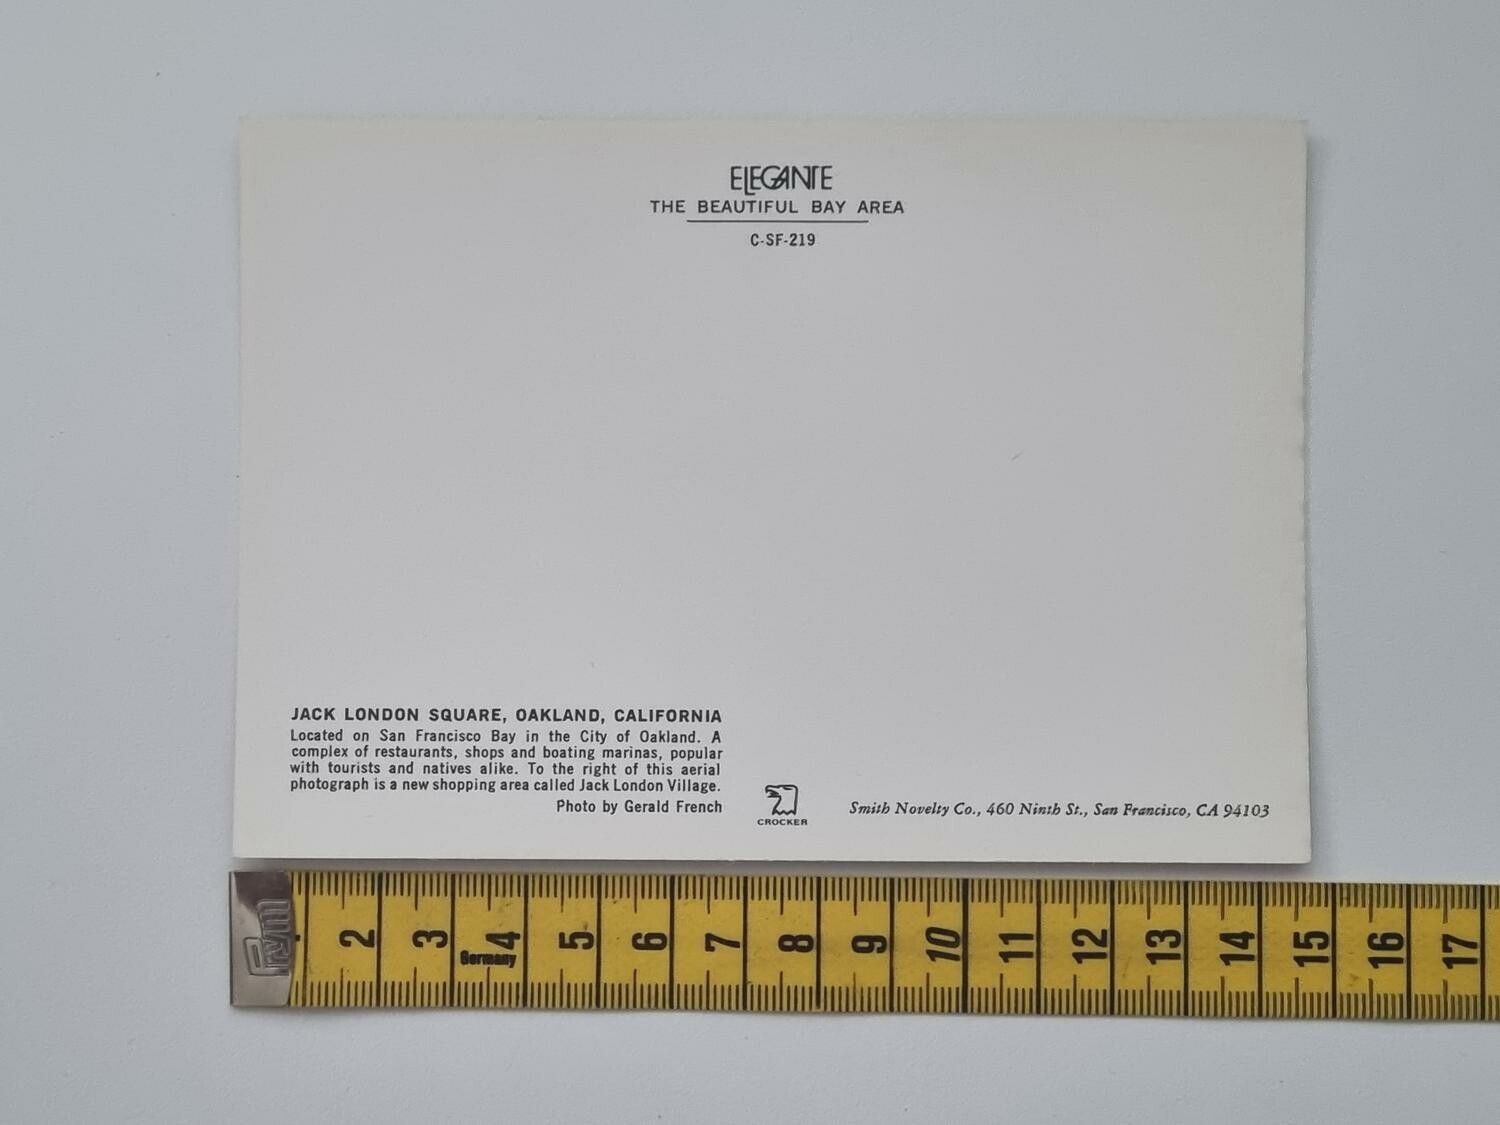 ELEGANTE
THE BEAUTIFUL BAY AREA
C-SF-219
JACK LONDON SQUARE, OAKLAND, CALIFORNIA
Located on San Francisco Bay in the City of Oakland. A
complex of restaurants, shops and boating marinas, popular
with tourists and natives alike. To the right of this aerial
photograph is a new shopping area called Jack London Village.
Photo by Gerald French
CROCKER
Smith Novelty Co., 460 Ninth St., San Francisco, CA 94103
Prym
2 3 4 5 6 7 8 9 10 11 12 13 14 15 16 17
Germany